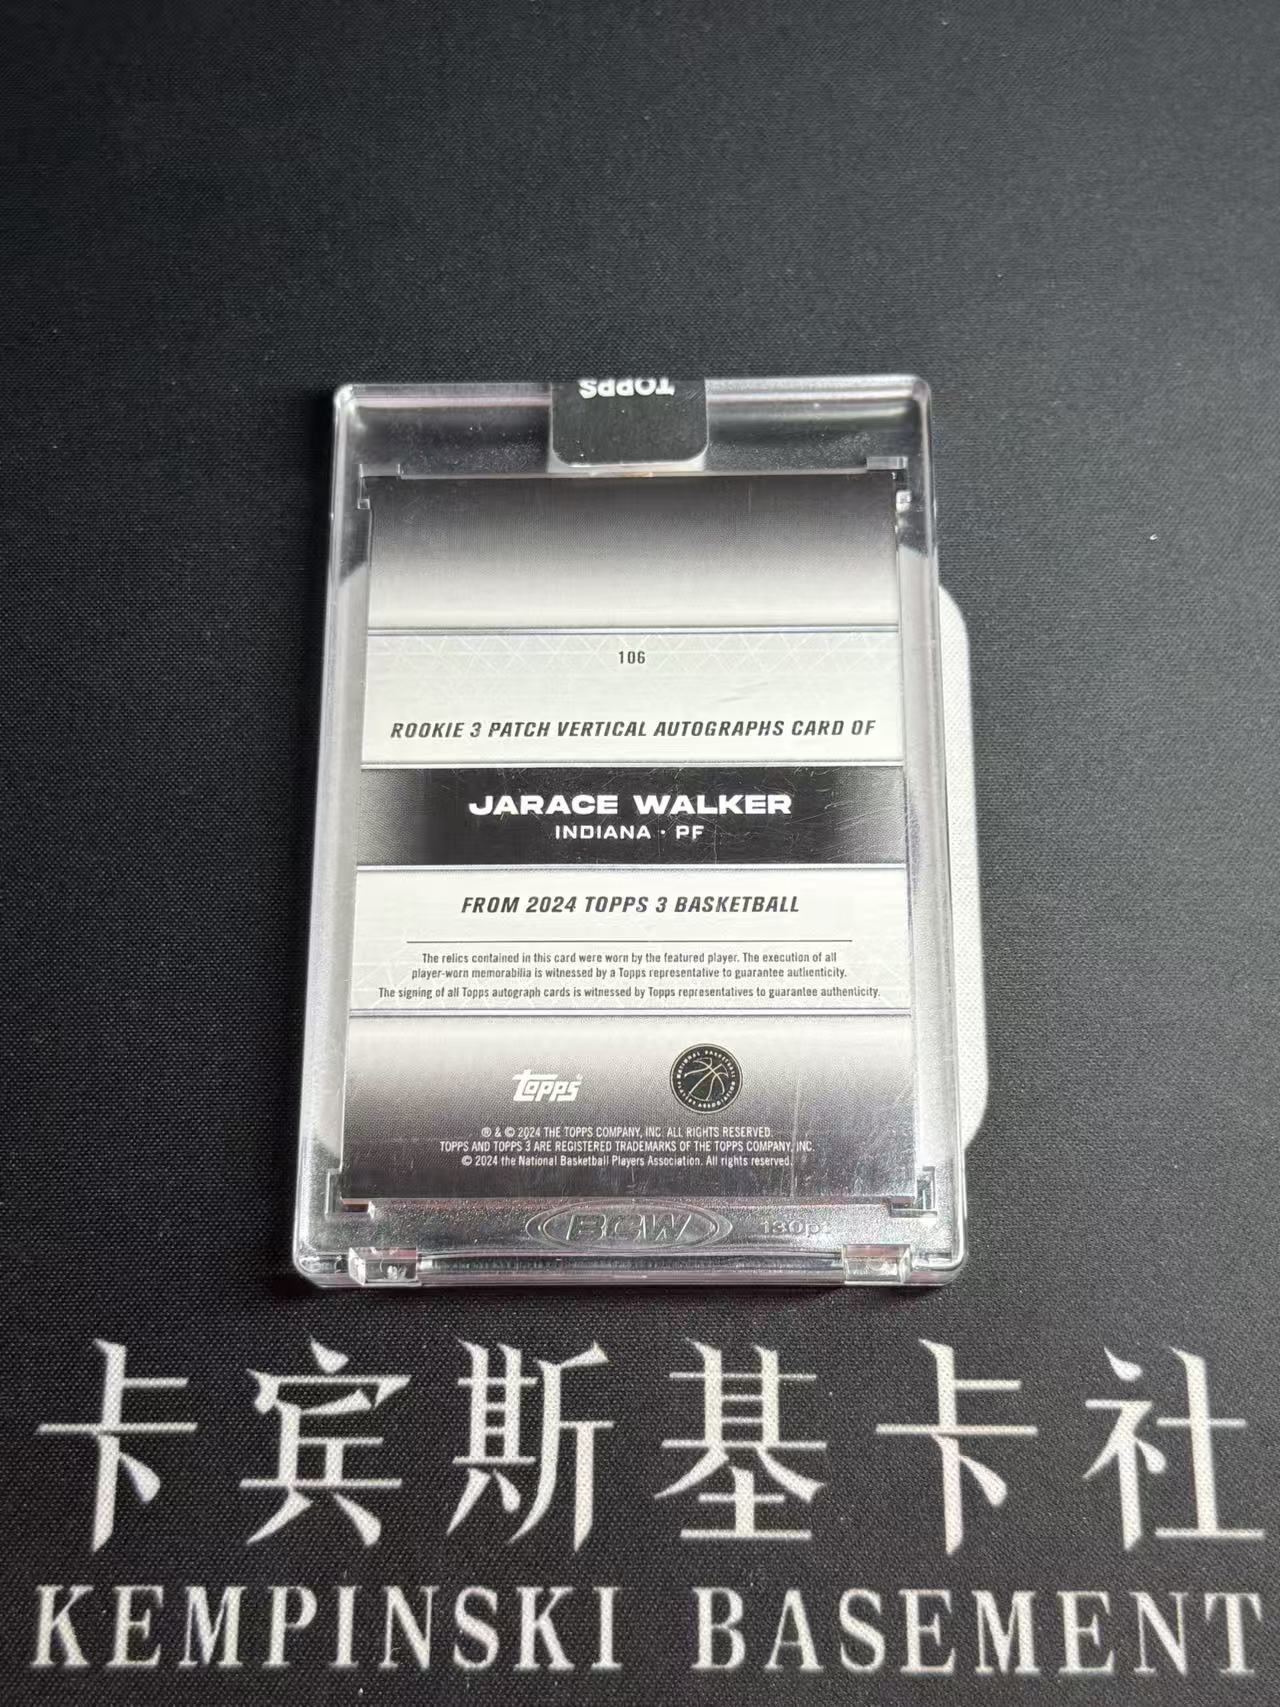 TOPPS
106
ROOKIE 3 PATCH VERTICAL AUTOGRAPHS CARD OF
JARACE WALKER
INDIANA · PF
FROM 2024 TOPPS 3 BASKETBALL
The relics contained in this card were worn by the featured player. The execution of all
player-worn memorabilia is witnessed by a Topps representative to guarantee authenticity.
The signing of all Topps autograph cards is witnessed by Topps representatives to guarantee authenticity.
topps®
NATIONAL BASKETBALL PLAYERS ASSOCIATION
® & © 2024 THE TOPPS COMPANY, INC. ALL RIGHTS RESERVED.
TOPPS AND TOPPS 3 ARE REGISTERED TRADEMARKS OF THE TOPPS COMPANY, INC.
© 2024 the National Basketball Players Association. All rights reserved.
BCW 130pt
卡宾斯基卡社
KEMPINSKI BASEMENT